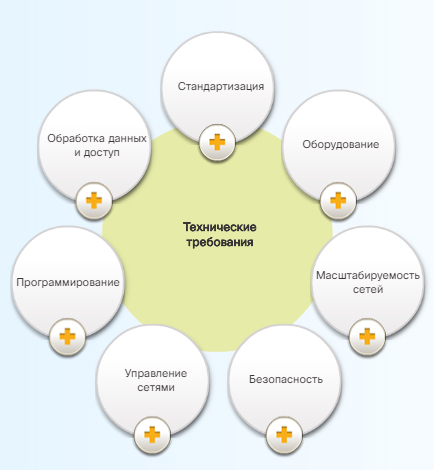 Стандартизация
Обработка данных
и доступ
Оборудование
Технические
требования
Программирование
Масштабируемость
сетей
Управление
сетями
Безопасность